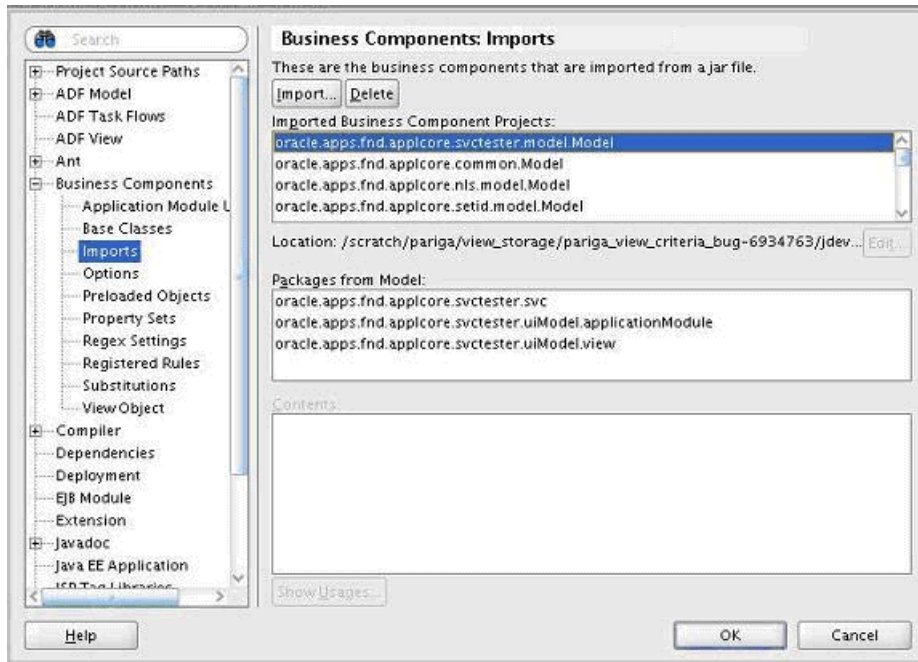 Search
Project Source Paths
ADF Model
ADF Task Flows
ADF View
Ant
Business Components
Application Module U
Base Classes
Imports
Options
Preloaded Objects
Property Sets
Regex Settings
Registered Rules
Substitutions
View Object
Compiler
Dependencies
Deployment
EJB Module
Extension
Javadoc
Java EE Application
JSP Tag Libraries
Help
Business Components: Imports
These are the business components that are imported from a jar file.
Import... Delete
Imported Business Component Projects:
oracle.apps.fnd.applcore.svctester.model.Model
oracle.apps.fnd.applcore.common.Model
oracle.apps.fnd.applcore.nls.model.Model
oracle.apps.fnd.applcore.setid.model.Model
Location: /scratch/pariga/view_storage/pariga_view_criteria_bug-6934763/jdev... Edit...
Packages from Model:
oracle.apps.fnd.applcore.svctester.svc
oracle.apps.fnd.applcore.svctester.uiModel.applicationModule
oracle.apps.fnd.applcore.svctester.uiModel.view
Contents:
Show Usages...
OK Cancel